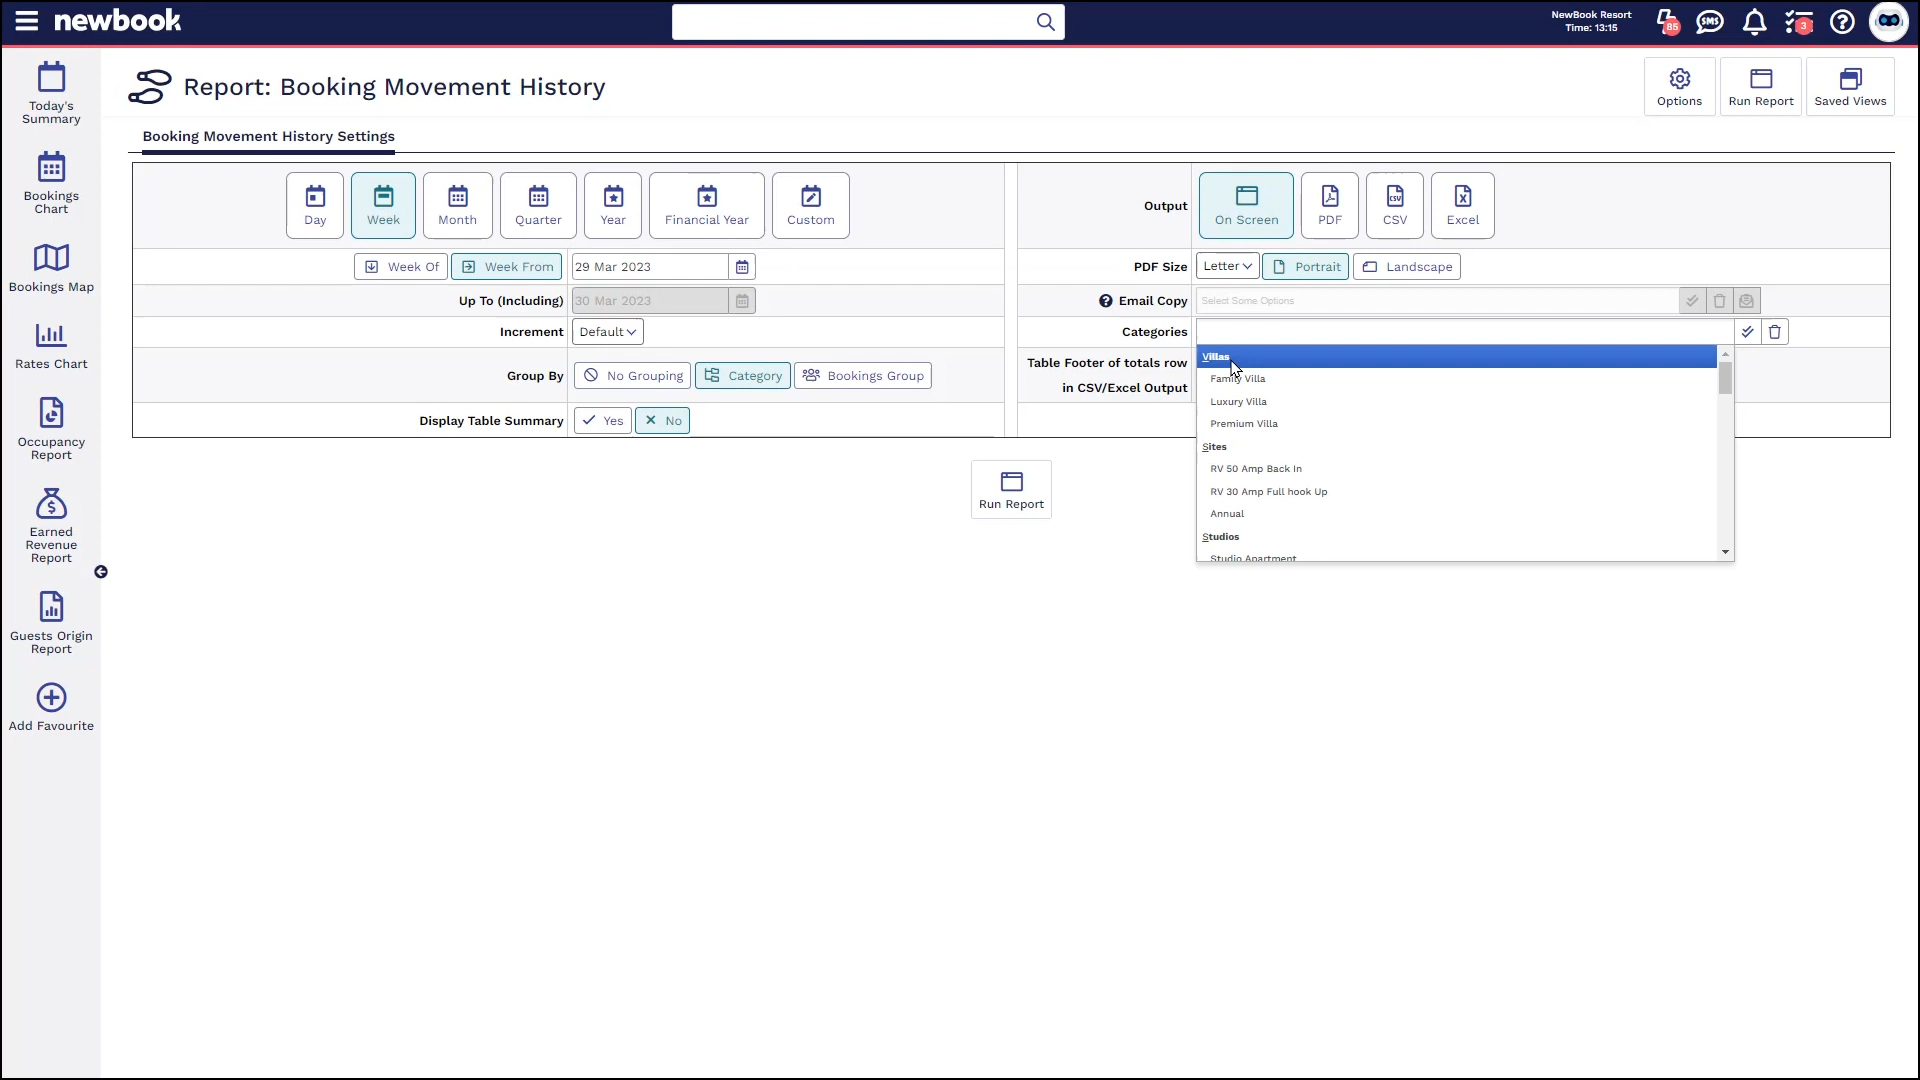 newbook
NewBook Resort
Time: 13:15
85
SMS
3
Today's
Summary
Bookings
Chart
Bookings Map
Rates Chart
Occupancy
Report
Earned
Revenue
Report
Guests Origin
Report
Add Favourite
Report: Booking Movement History
Options
Run Report
Saved Views
Booking Movement History Settings
Day
Week
Month
Quarter
Year
Financial Year
Custom
Week Of
Week From
29 Mar 2023
Up To (Including)
30 Mar 2023
Increment
Default
Group By
No Grouping
Category
Bookings Group
Display Table Summary
Yes
No
Output
On Screen
PDF
CSV
CSV
Excel
PDF Size
Letter
Portrait
Landscape
Email Copy
Select Some Options
Categories
Table Footer of totals row
in CSV/Excel Output
Villas
Family Villa
Luxury Villa
Premium Villa
Sites
RV 50 Amp Back In
RV 30 Amp Full hook Up
Annual
Studios
Studio Apartment
Run Report